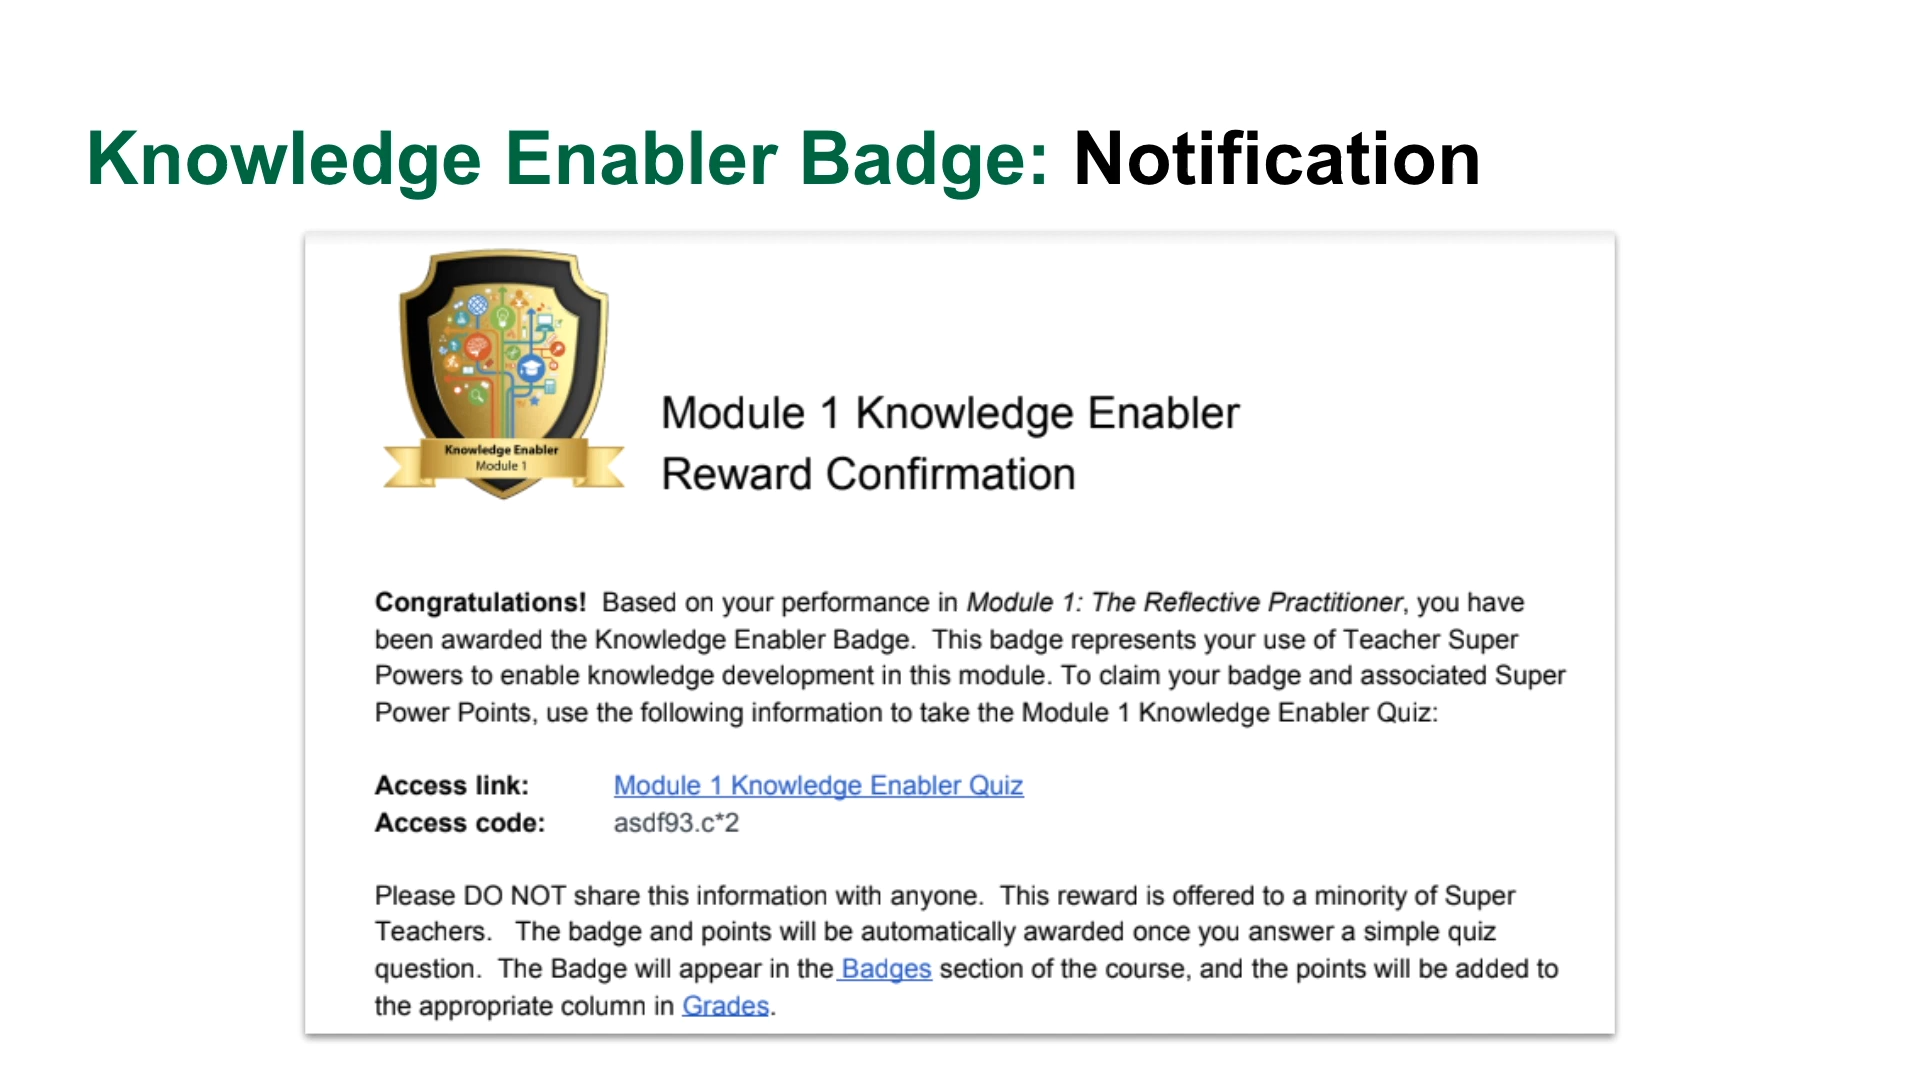 Knowledge Enabler Badge: Notification
Knowledge Enabler
Module 1
Module 1 Knowledge Enabler
Reward Confirmation
Congratulations!  Based on your performance in Module 1: The Reflective Practitioner, you have
been awarded the Knowledge Enabler Badge.  This badge represents your use of Teacher Super
Powers to enable knowledge development in this module. To claim your badge and associated Super
Power Points, use the following information to take the Module 1 Knowledge Enabler Quiz:
Access link: Module 1 Knowledge Enabler Quiz
Access code: asdf93.c*2
Please DO NOT share this information with anyone.  This reward is offered to a minority of Super
Teachers.   The badge and points will be automatically awarded once you answer a simple quiz
question.  The Badge will appear in the Badges section of the course, and the points will be added to
the appropriate column in Grades.